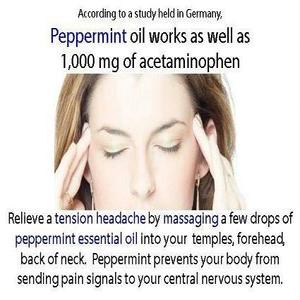 According to a study held in Germany,
Peppermint oil works as well as
1,000 mg of acetaminophen
Relieve a tension headache by massaging a few drops of
peppermint essential oil into your temples, forehead,
back of neck. Peppermint prevents your body from
sending pain signals to your central nervous system.